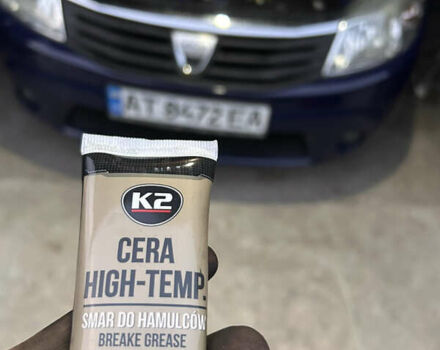 AT 8472 EA
K2
CERA
HIGH-TEMP.
SMAR DO HAMULCÓW
BREAKE GREASE